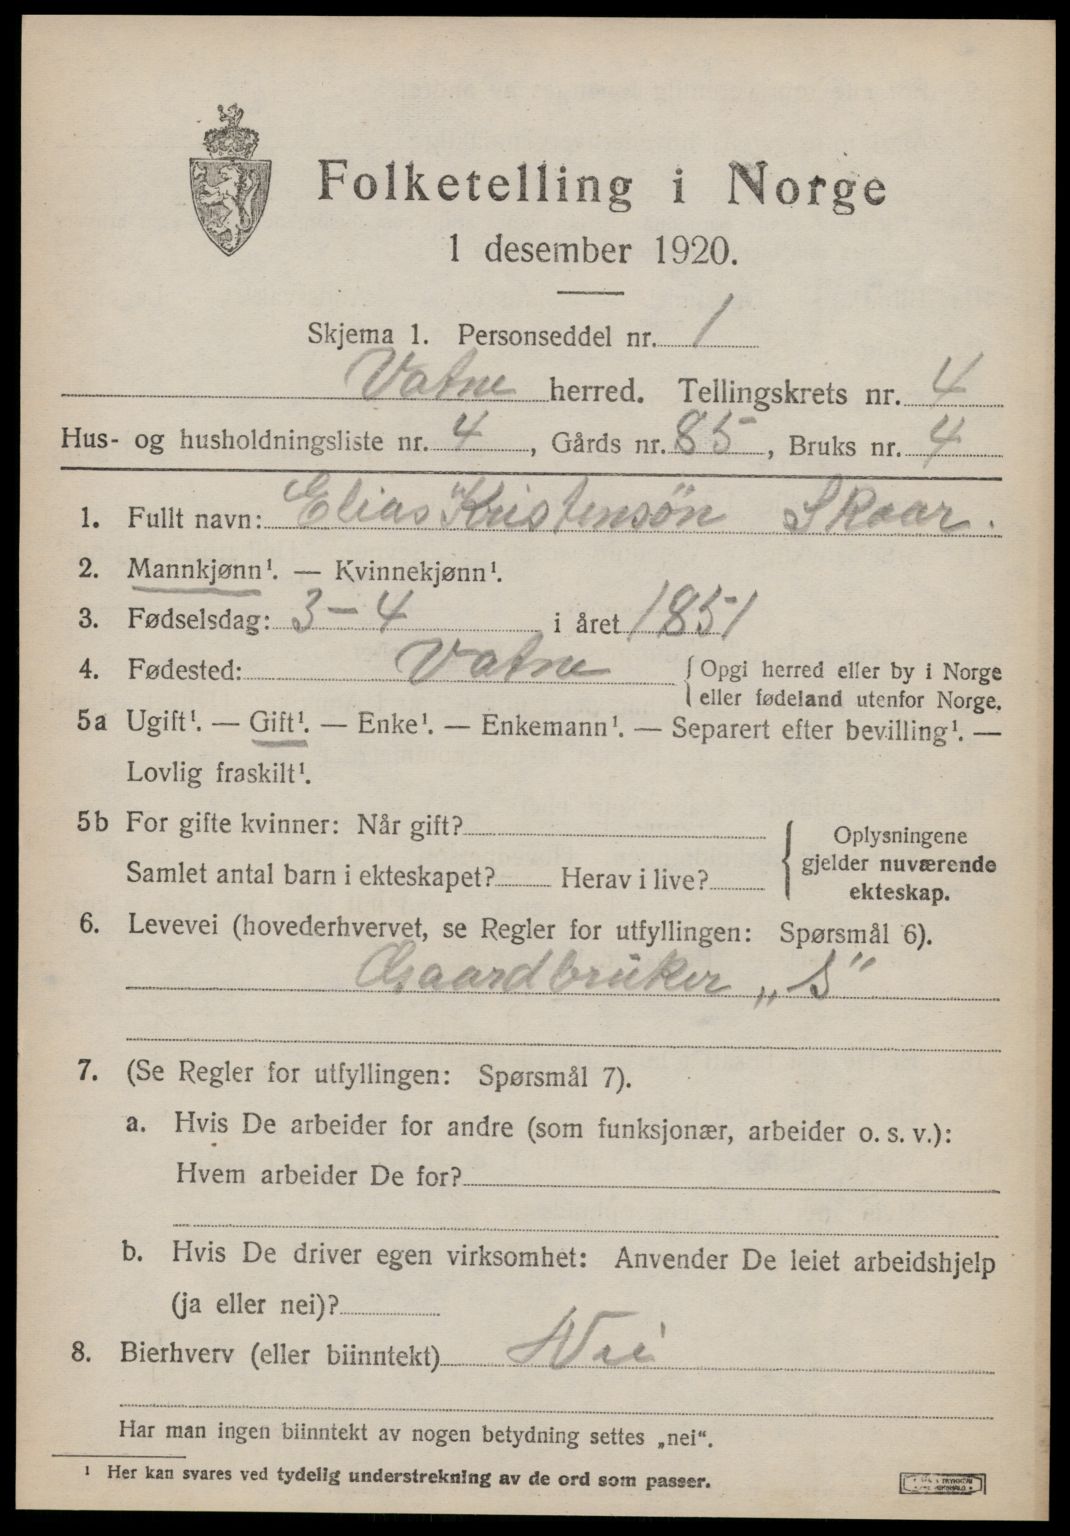 Folketelling i Norge
1 desember 1920.
Skjema 1. Personseddel nr. 1
Vatne herred. Tellingskrets nr. 4
Hus- og husholdningsliste nr. 4, Gårds nr. 85, Bruks nr. 4
1. Fullt navn: Elias Kristensøn Skaar.
2. Mannkjønn¹. — Kvinnekjønn¹.
3. Fødselsdag: 3-4 i året 1851
4. Fødested: Vatne { Opgi herred eller by i Norge
eller fødeland utenfor Norge.
5a Ugift¹. — Gift¹. — Enke¹. — Enkemann¹. — Separert efter bevilling¹. —
Lovlig fraskilt¹.
5b For gifte kvinner: Når gift?
Samlet antal barn i ekteskapet? Herav i live?
{ Oplysningene
gjelder nuværende
ekteskap.
6. Levevei (hovederhvervet, se Regler for utfyllingen: Spørsmål 6).
Gaardbruker „S"
7. (Se Regler for utfyllingen: Spørsmål 7).
a. Hvis De arbeider for andre (som funksjonær, arbeider o. s. v.):
Hvem arbeider De for?
b. Hvis De driver egen virksomhet: Anvender De leiet arbeidshjelp
(ja eller nei)?
8. Bierhverv (eller biinntekt) Nei
Har man ingen biinntekt av nogen betydning settes „nei".
¹ Her kan svares ved tydelig understrekning av de ord som passer.